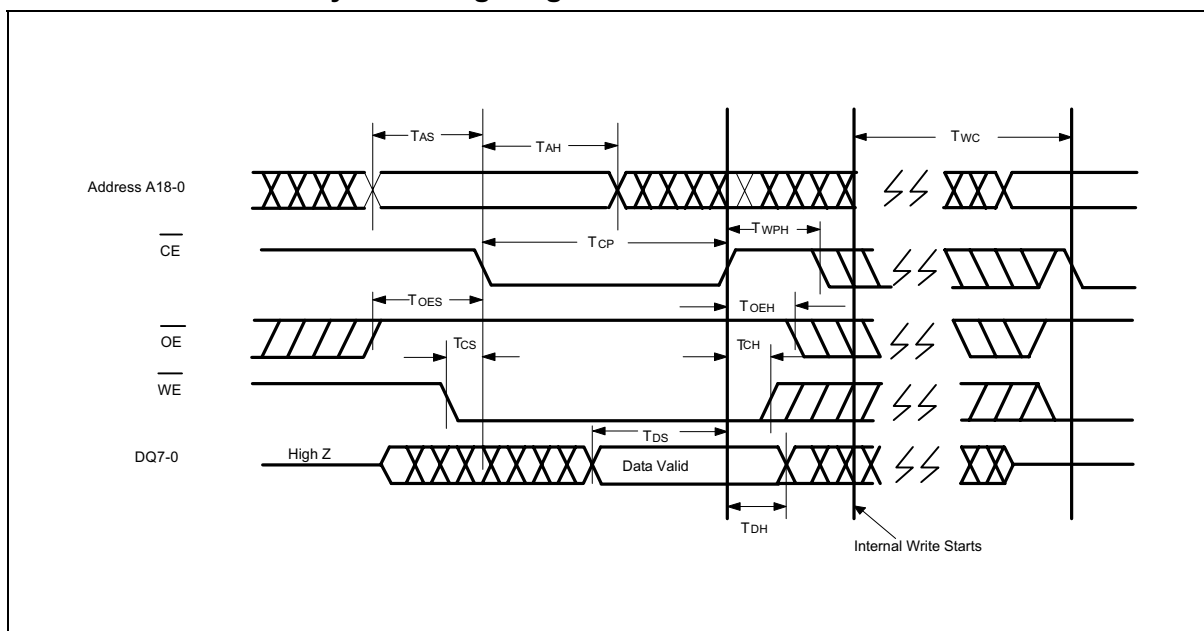 TAS
TAH
TWC
Address A18-0
TCP
TWPH
CE
TOES
TOEH
OE
TCS
TCH
WE
TDS
DQ7-0
High Z
Data Valid
TDH
Internal Write Starts